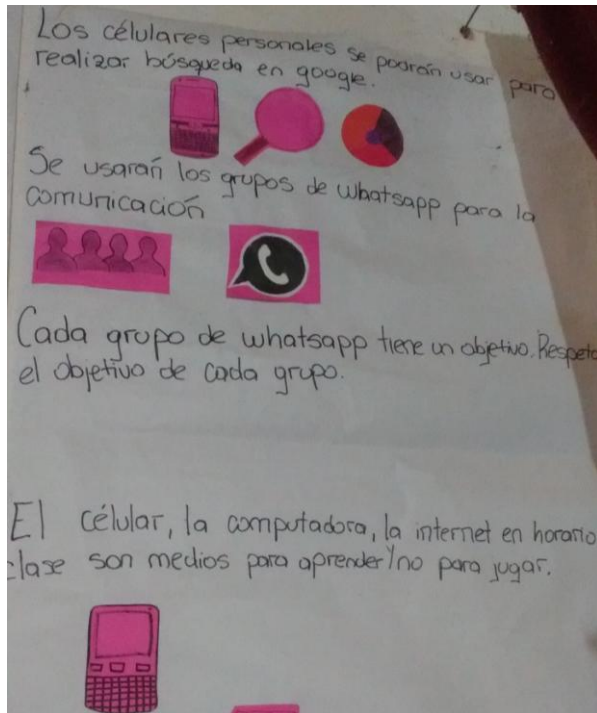 Los célulares personales se podrán usar para
realizar búsqueda en google.
Se usarán los grupos de whatsapp para la
comunicación
Cada grupo de whatsapp tiene un objetivo. Respeta
el objetivo de cada grupo.
El célular, la computadora, la internet en horario
clase son medios para aprender y no para jugar.